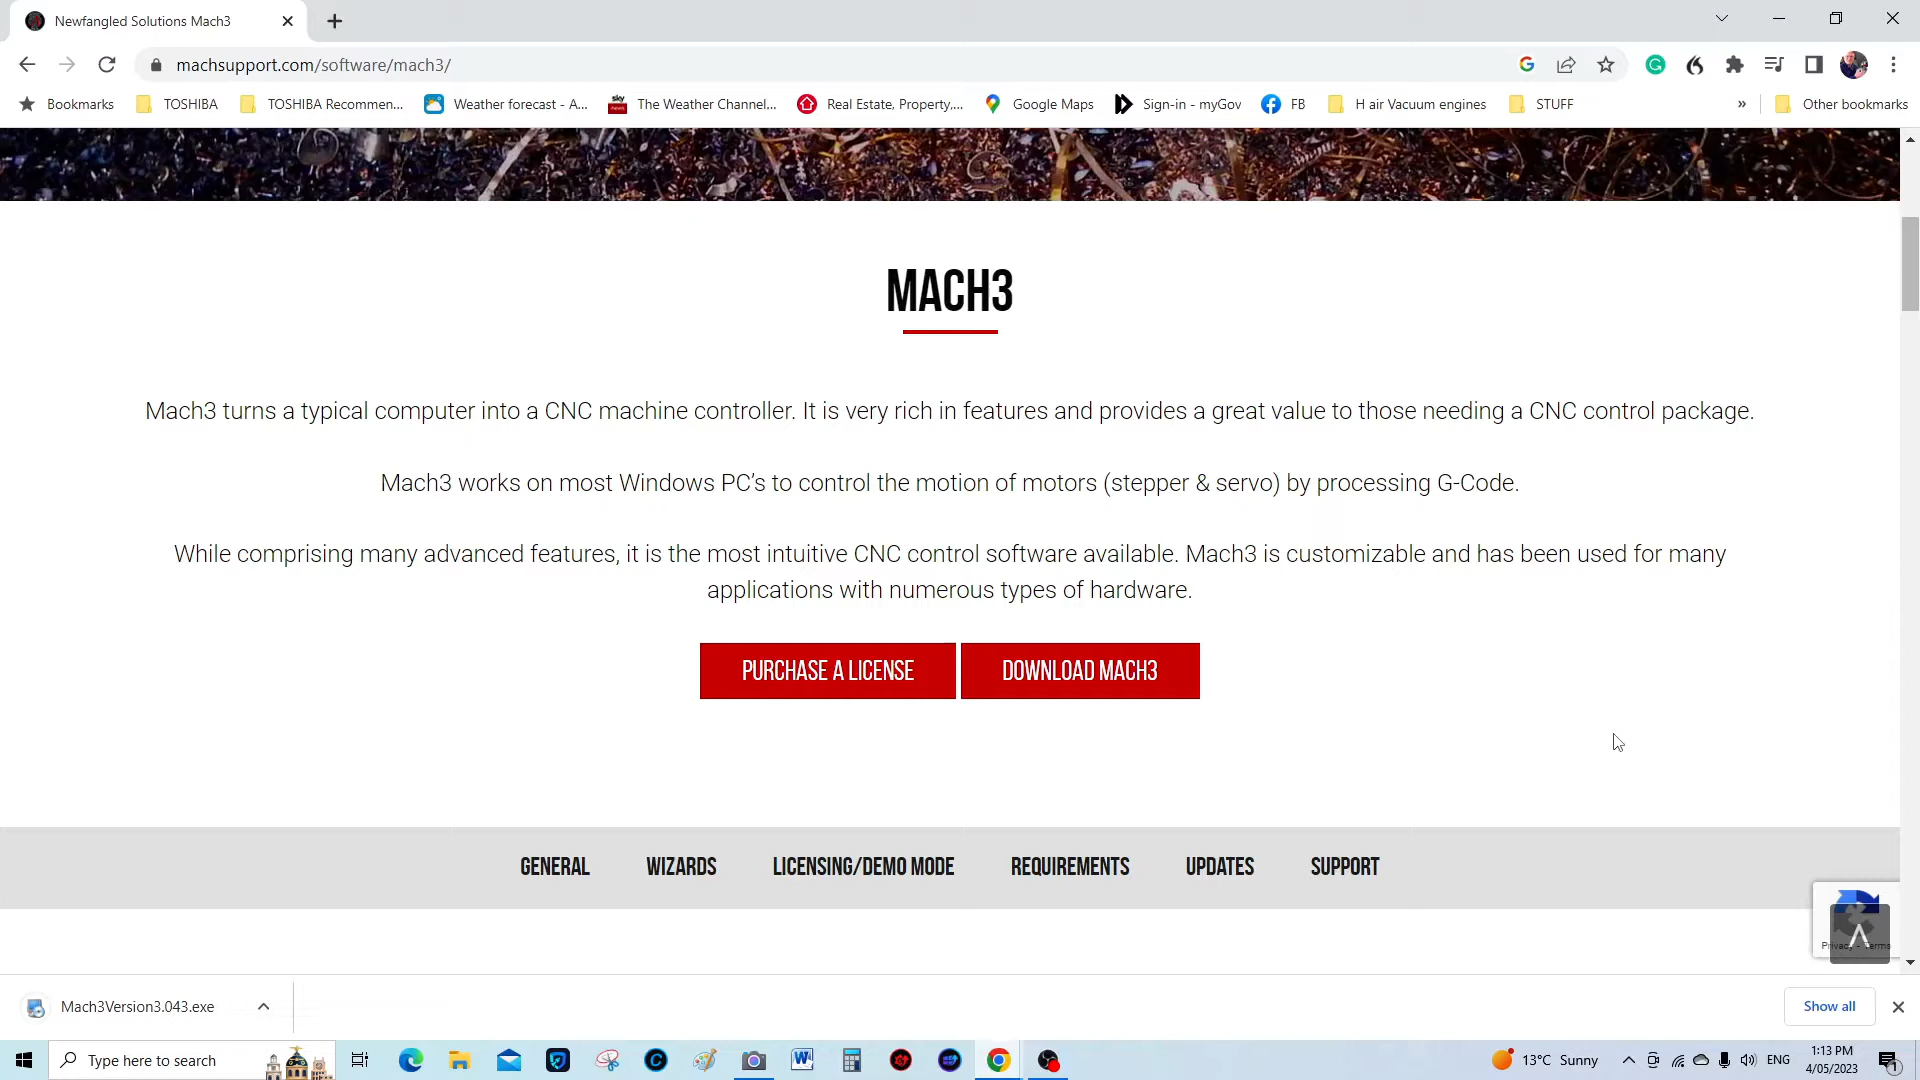 Newfangled Solutions Mach3
machsupport.com/software/mach3/
Bookmarks TOSHIBA TOSHIBA Recommen... Weather forecast - A... The Weather Channel... Real Estate, Property,... Google Maps Sign-in - myGov FB H air Vacuum engines STUFF » Other bookmarks
MACH3
Mach3 turns a typical computer into a CNC machine controller. It is very rich in features and provides a great value to those needing a CNC control package.
Mach3 works on most Windows PC’s to control the motion of motors (stepper & servo) by processing G-Code.
While comprising many advanced features, it is the most intuitive CNC control software available. Mach3 is customizable and has been used for many
applications with numerous types of hardware.
PURCHASE A LICENSE DOWNLOAD MACH3
GENERAL WIZARDS LICENSING/DEMO MODE REQUIREMENTS UPDATES SUPPORT
Privacy - Terms
Mach3Version3.043.exe Show all
Type here to search 13°C Sunny ENG 1:13 PM
4/05/2023